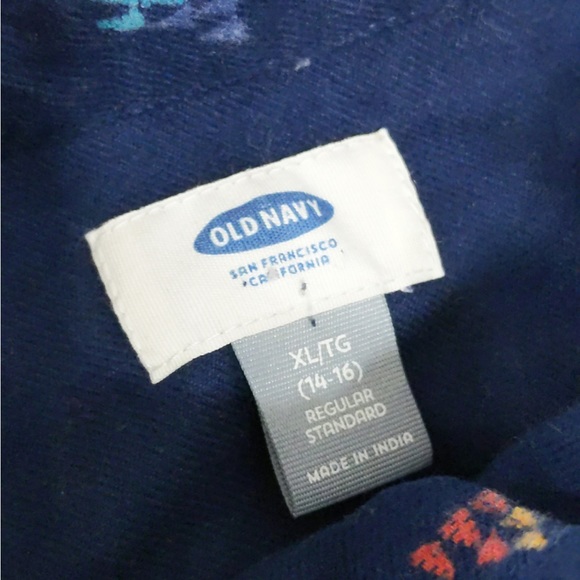 OLD NAVY
SAN FRANCISCO
CALIFORNIA
XL/TG
(14-16)
REGULAR
STANDARD
MADE IN INDIA